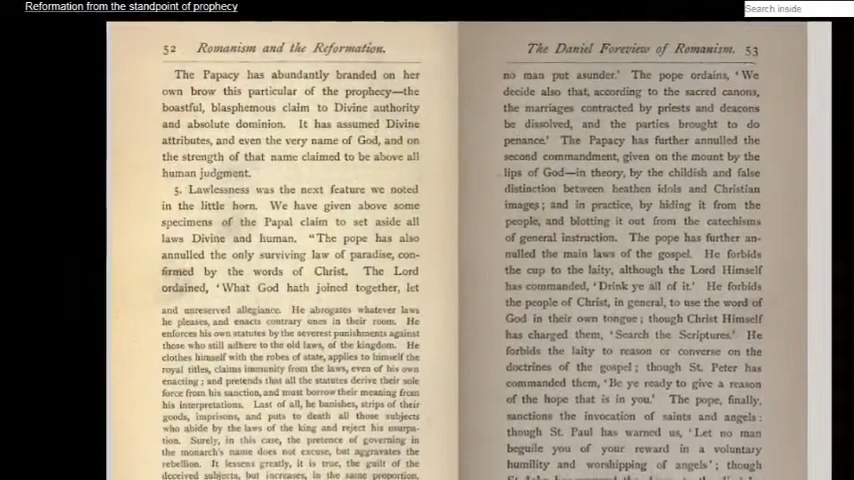 Reformation from the standpoint of prophecy
Search inside
52 Romanism and the Reformation.
The Papacy has abundantly branded on her
own brow this particular of the prophecy—the
boastful, blasphemous claim to Divine authority
and absolute dominion. It has assumed Divine
attributes, and even the very name of God, and on
the strength of that name claimed to be above all
human judgment.
5. Lawlessness was the next feature we noted
in the little horn. We have given above some
specimens of the Papal claim to set aside all
laws Divine and human. "The pope has also
annulled the only surviving law of paradise, con-
firmed by the words of Christ. The Lord
ordained, 'What God hath joined together, let
and unreserved allegiance. He abrogates whatever laws
he pleases, and enacts contrary ones in their room. He
enforces his own statutes by the severest punishments against
those who still adhere to the old laws, of the kingdom. He
clothes himself with the robes of state, applies to himself the
royal titles, claims immunity from the laws, even of his own
enacting; and pretends that all the statutes derive their sole
force from his sanction, and must borrow their meaning from
his interpretations. Last of all, he banishes, strips of their
goods, imprisons, and puts to death all those subjects
who abide by the laws of the king and reject his usurpa-
tion. Surely, in this case, the pretence of governing in
the monarch's name does not excuse, but aggravates the
rebellion. It lessens greatly, it is true, the guilt of the
deceived subjects, but increases, in the same proportion,
The Daniel Foreview of Romanism. 53
no man put asunder.' The pope ordains, 'We
decide also that, according to the sacred canons,
the marriages contracted by priests and deacons
be dissolved, and the parties brought to do
penance.' The Papacy has further annulled the
second commandment, given on the mount by the
lips of God—in theory, by the childish and false
distinction between heathen idols and Christian
images; and in practice, by hiding it from the
people, and blotting it out from the catechisms
of general instruction. The pope has further an-
nulled the main laws of the gospel. He forbids
the cup to the laity, although the Lord Himself
has commanded, 'Drink ye all of it.' He forbids
the people of Christ, in general, to use the word of
God in their own tongue; though Christ Himself
has charged them, 'Search the Scriptures.' He
forbids the laity to reason or converse on the
doctrines of the gospel; though St. Peter has
commanded them, 'Be ye ready to give a reason
of the hope that is in you.' The pope, finally,
sanctions the invocation of saints and angels;
though St. Paul has warned us, 'Let no man
beguile you of your reward in a voluntary
humility and worshipping of angels'; though